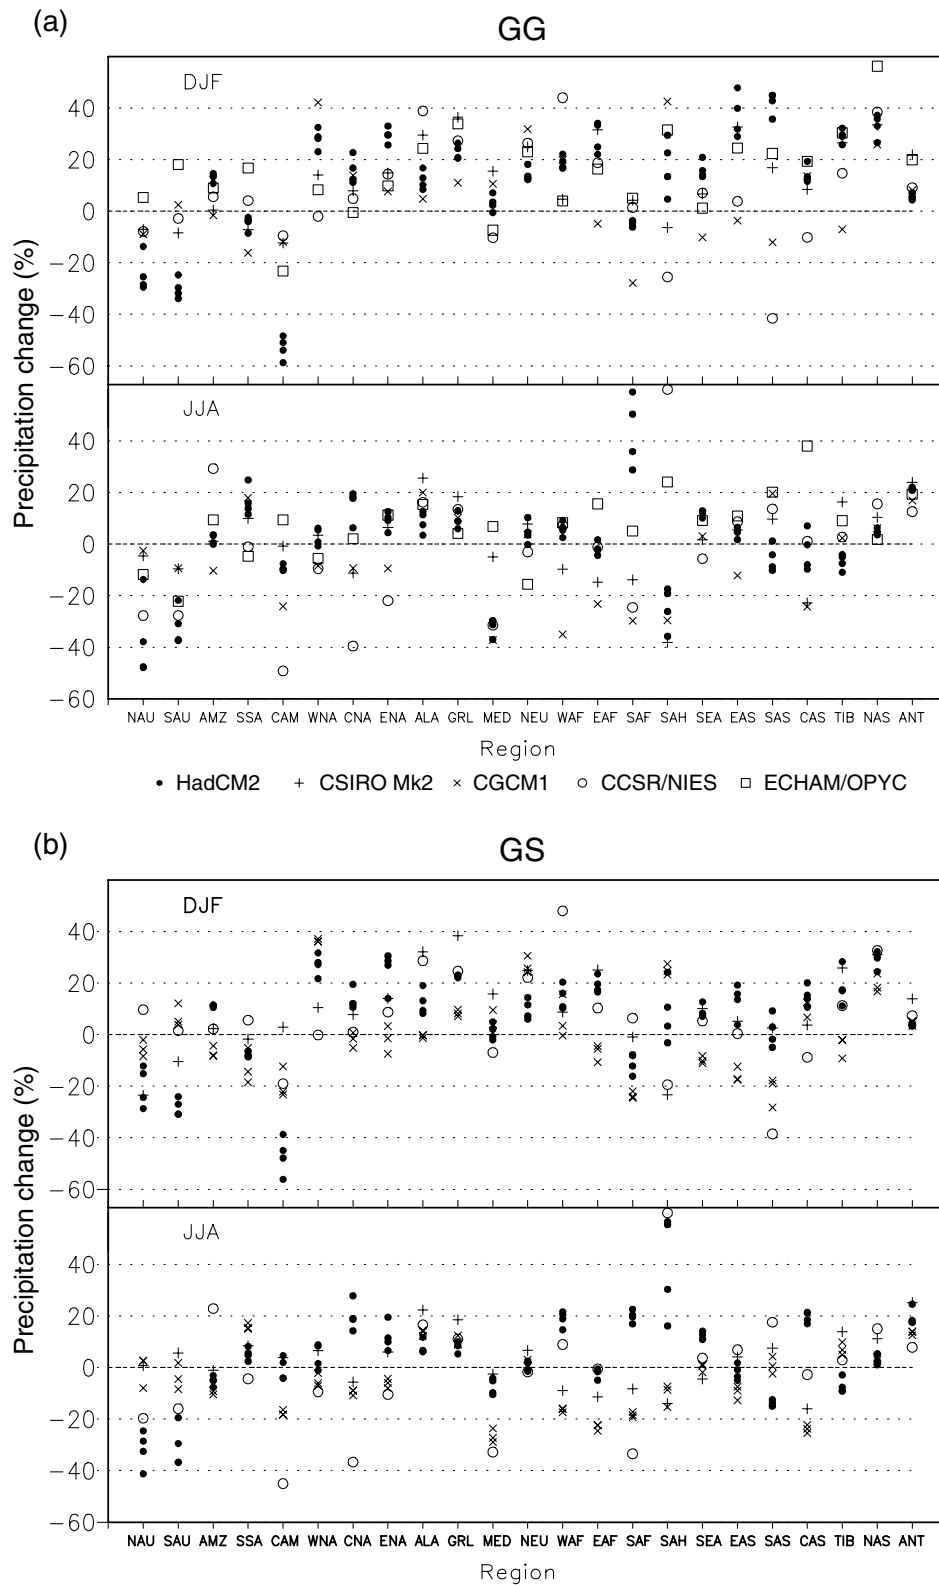 (a)
GG
DJF
40
20
0
−20
−40
−60
JJA
40
20
0
−20
−40
−60
Precipitation change (%)
NAU SAU AMZ SSA CAM WNA CNA ENA ALA GRL MED NEU WAF EAF SAF SAH SEA EAS SAS CAS TIB NAS ANT
Region
HadCM2 CSIRO Mk2 CGCM1 CCSR/NIES ECHAM/OPYC
(b)
GS
DJF
40
20
0
−20
−40
−60
JJA
40
20
0
−20
−40
−60
Precipitation change (%)
NAU SAU AMZ SSA CAM WNA CNA ENA ALA GRL MED NEU WAF EAF SAF SAH SEA EAS SAS CAS TIB NAS ANT
Region